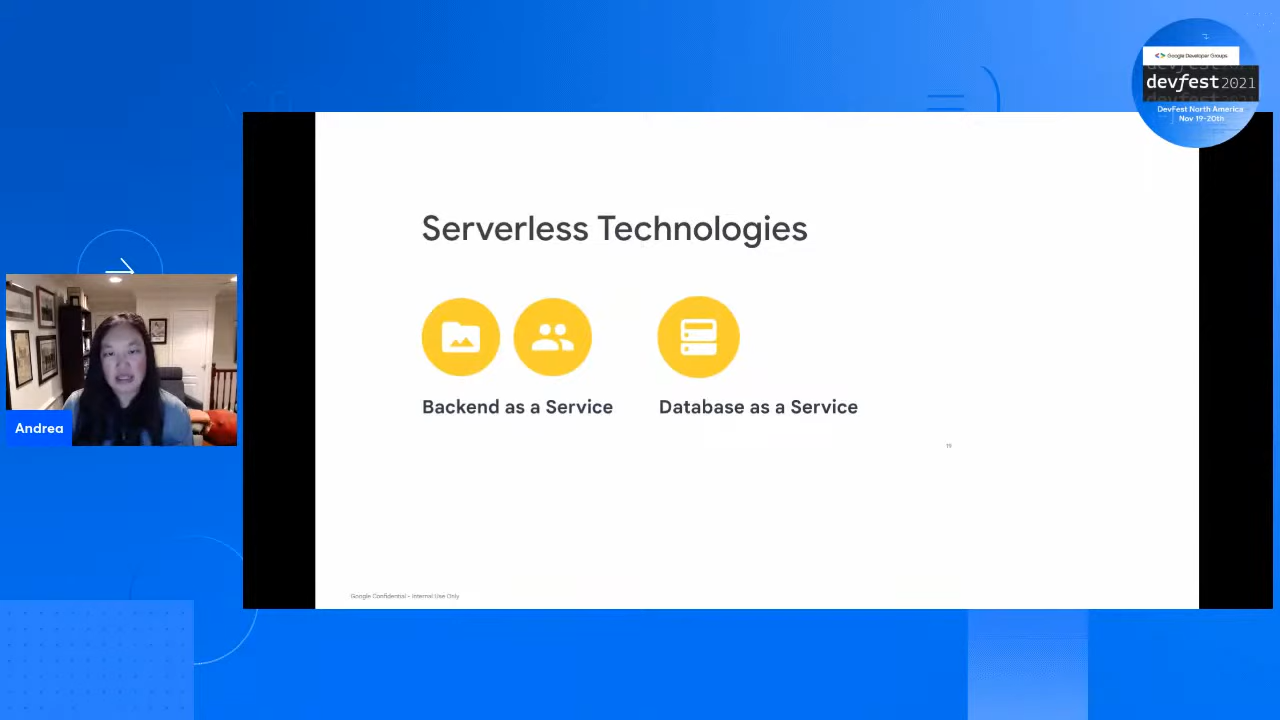 Google Developer Groups
devfest 2021
DevFest North America
Nov 19-20th
Serverless Technologies
Backend as a Service
Database as a Service
Andrea
Google Confidential - Internal Use Only